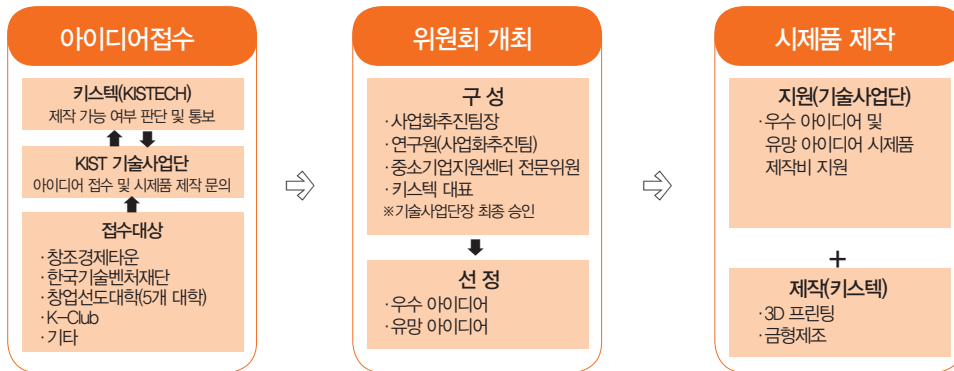 아이디어접수
키스텍(KISTECH)
제작 가능 여부 판단 및 통보
KIST 기술사업단
아이디어 접수 및 시제품 제작 문의
접수대상
·창조경제타운
·한국기술벤처재단
·창업선도대학(5개 대학)
·K-Club
·기타
위원회 개최
구 성
·사업화추진팀장
·연구원(사업화추진팀)
·중소기업지원센터 전문위원
·키스텍 대표
※기술사업단장 최종 승인
선 정
·우수 아이디어
·유망 아이디어
시제품 제작
지원(기술사업단)
·우수 아이디어 및
유망 아이디어 시제품
제작비 지원
+
제작(키스텍)
·3D 프린팅
·금형제조